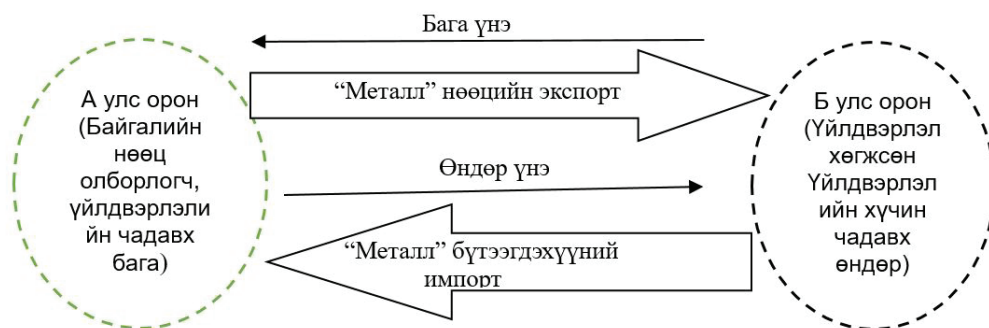 Бага үнэ
“Металл” нөөцийн экспорт
А улс орон
(Байгалийн
нөөц
олборлогч,
үйлдвэрлэли
йн чадавх
бага)
Б улс орон
(Үйлдвэрлэл
хөгжсөн
Үйлдвэрлэл
ийн хүчин
чадавх
өндөр)
Өндөр үнэ
“Металл” бүтээгдэхүүний
импорт